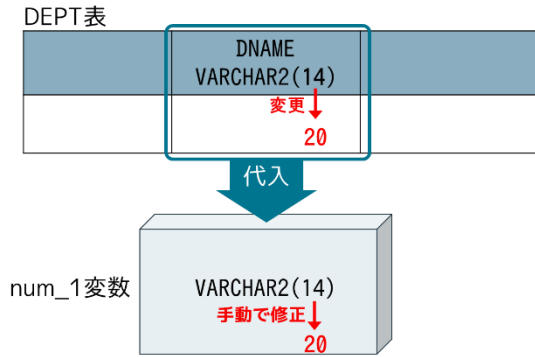 DEPT表
DNAME
VARCHAR2(14)
変更
20
代入
num_1変数
VARCHAR2(14)
手動で修正
20